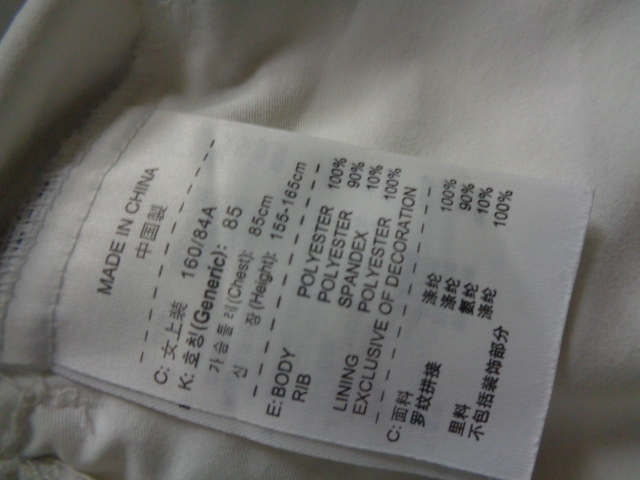 MADE IN CHINA
中国製
C: 女上装 160/84A
K: 호칭(Generic): 85
가슴둘레(Chest): 85cm
신 장(Height): 155-165cm
E: BODY POLYESTER 100%
RIB POLYESTER 90%
SPANDEX 10%
LINING POLYESTER 100%
EXCLUSIVE OF DECORATION
C: 面料 涤纶 100%
罗纹拼接 涤纶 90%
氨纶 10%
里料 涤纶 100%
不包括装饰部分